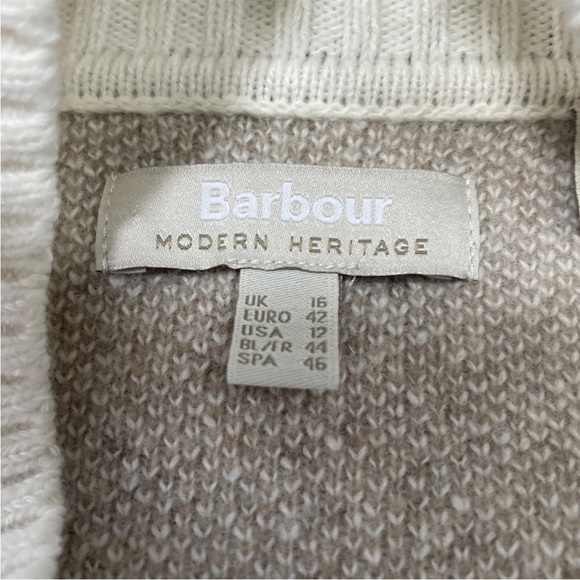 Barbour
MODERN HERITAGE
UK 16
EURO 42
USA 12
BL/FR 44
SPA 46